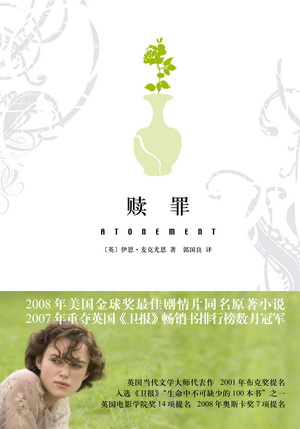 赎罪
ATONEMENT
〔英〕伊恩·麦克尤恩 著 郭国良 译
2008年美国金球奖最佳剧情片同名原著小说
2007年重夺英国《卫报》畅销书排行榜数月冠军
英国当代文学大师代表作 2001年布克奖提名
入选《卫报》“生命中不可缺少的100本书”之一
英国电影学院奖14项提名 2008年奥斯卡奖7项提名